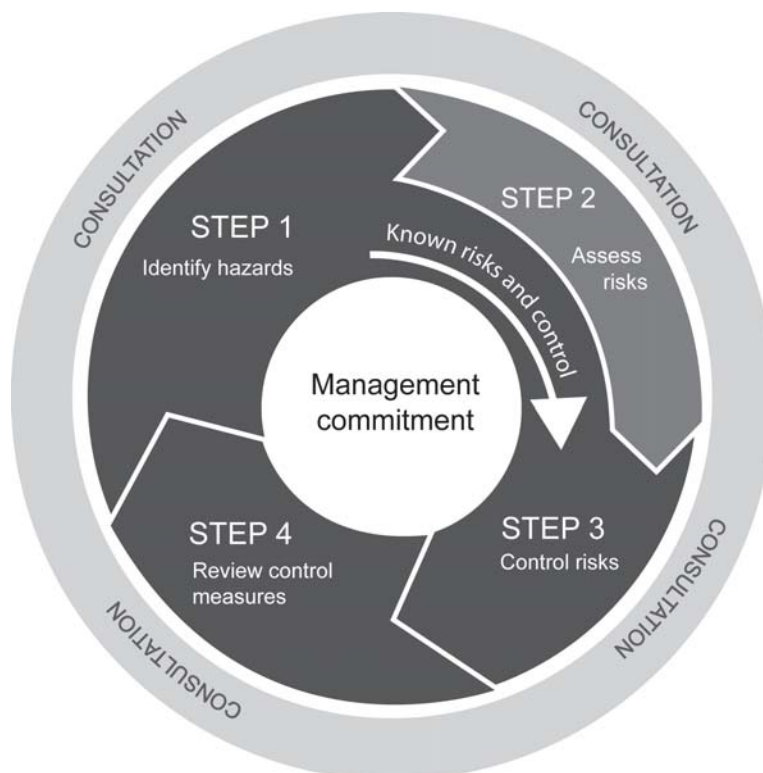 CONSULTATION
CONSULTATION
STEP 1
Identify hazards
STEP 2
Assess
risks
Known risks and control
Management
commitment
STEP 3
Control risks
STEP 4
Review control
measures
CONSULTATION
CONSULTATION